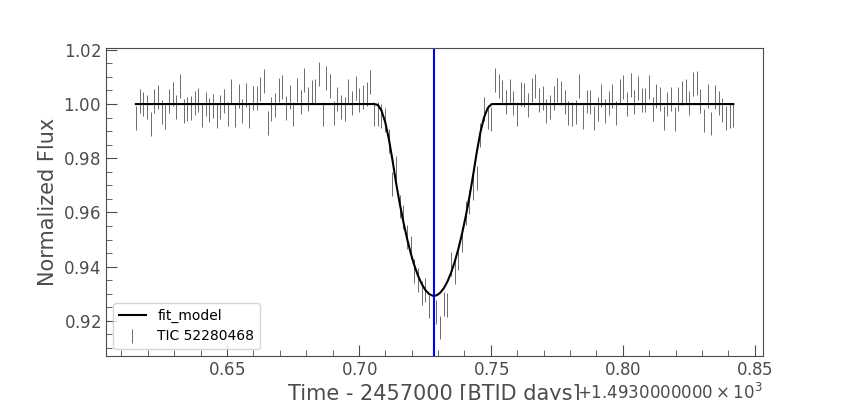 1.02
1.00
0.98
0.96
0.94
0.92
Normalized Flux
fit_model
TIC 52280468
0.65 0.70 0.75 0.80 0.85
Time - 2457000 [BTJD days]
+1.4930000000 × 10³